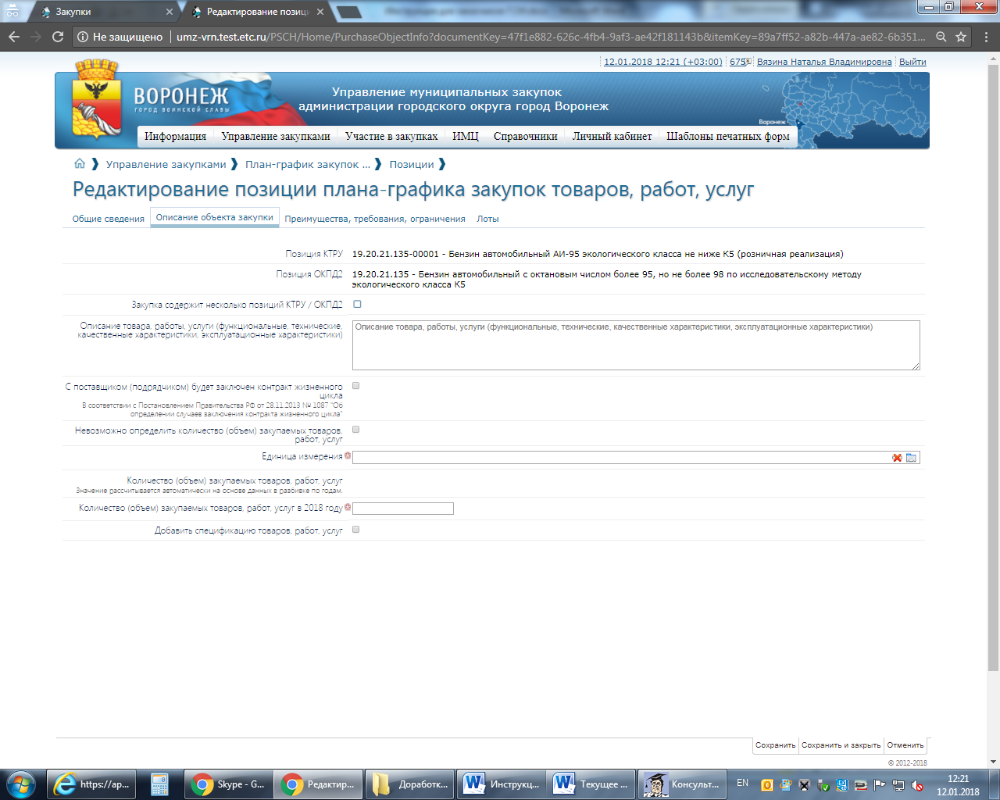 Закупки
Редактирование позици
Не защищено
umz-vrn.test.etc.ru/PSCH/Home/PurchaseObjectInfo?documentKey=47f1e882-626c-4fb4-9af3-ae42f181143b&itemKey=89a7ff52-a82b-447a-ae82-6b351...
12.01.2018 12:21 (+03:00)
Вязина Наталья Владимировна
Выйти
ВОРОНЕЖ
ГОРОД ВОИНСКОЙ СЛАВЫ
Управление муниципальных закупок
администрации городского округа город Воронеж
Воронеж
Информация Управление закупками Участие в закупках ИМЦ Справочники Личный кабинет Шаблоны печатных форм
Управление закупками ❱ План-график закупок ... ❱ Позиции ❱
Редактирование позиции плана-графика закупок товаров, работ, услуг
Общие сведения Описание объекта закупки Преимущества, требования, ограничения Лоты
Позиция КТРУ 19.20.21.135-00001 - Бензин автомобильный АИ-95 экологического класса не ниже К5 (розничная реализация)
Позиция ОКПД2 19.20.21.135 - Бензин автомобильный с октановым числом более 95, но не более 98 по исследовательскому методу
экологического класса К5
Закупка содержит несколько позиций КТРУ / ОКПД2
Описание товара, работы, услуги (функциональные, технические,
качественные характеристики, эксплуатационные характеристики)
Описание товара, работы, услуги (функциональные, технические, качественные характеристики, эксплуатационные характеристики)
С поставщиком (подрядчиком) будет заключен контракт жизненного
цикла
В соответствии с Постановлением Правительства РФ от 28.11.2013 № 1087 "Об
определении случаев заключения контракта жизненного цикла"
Невозможно определить количество (объем) закупаемых товаров,
работ, услуг
Единица измерения
Количество (объем) закупаемых товаров, работ, услуг
Значение рассчитывается автоматически на основе данных в разбивке по годам.
Количество (объем) закупаемых товаров, работ, услуг в 2018 году
Добавить спецификацию товаров, работ, услуг
Сохранить Сохранить и закрыть Отменить
© 2012-2018
https://ap... Skype - G... Редактир... Доработк... Инструкц... Текущее ... Консульт...
EN
12:21
12.01.2018